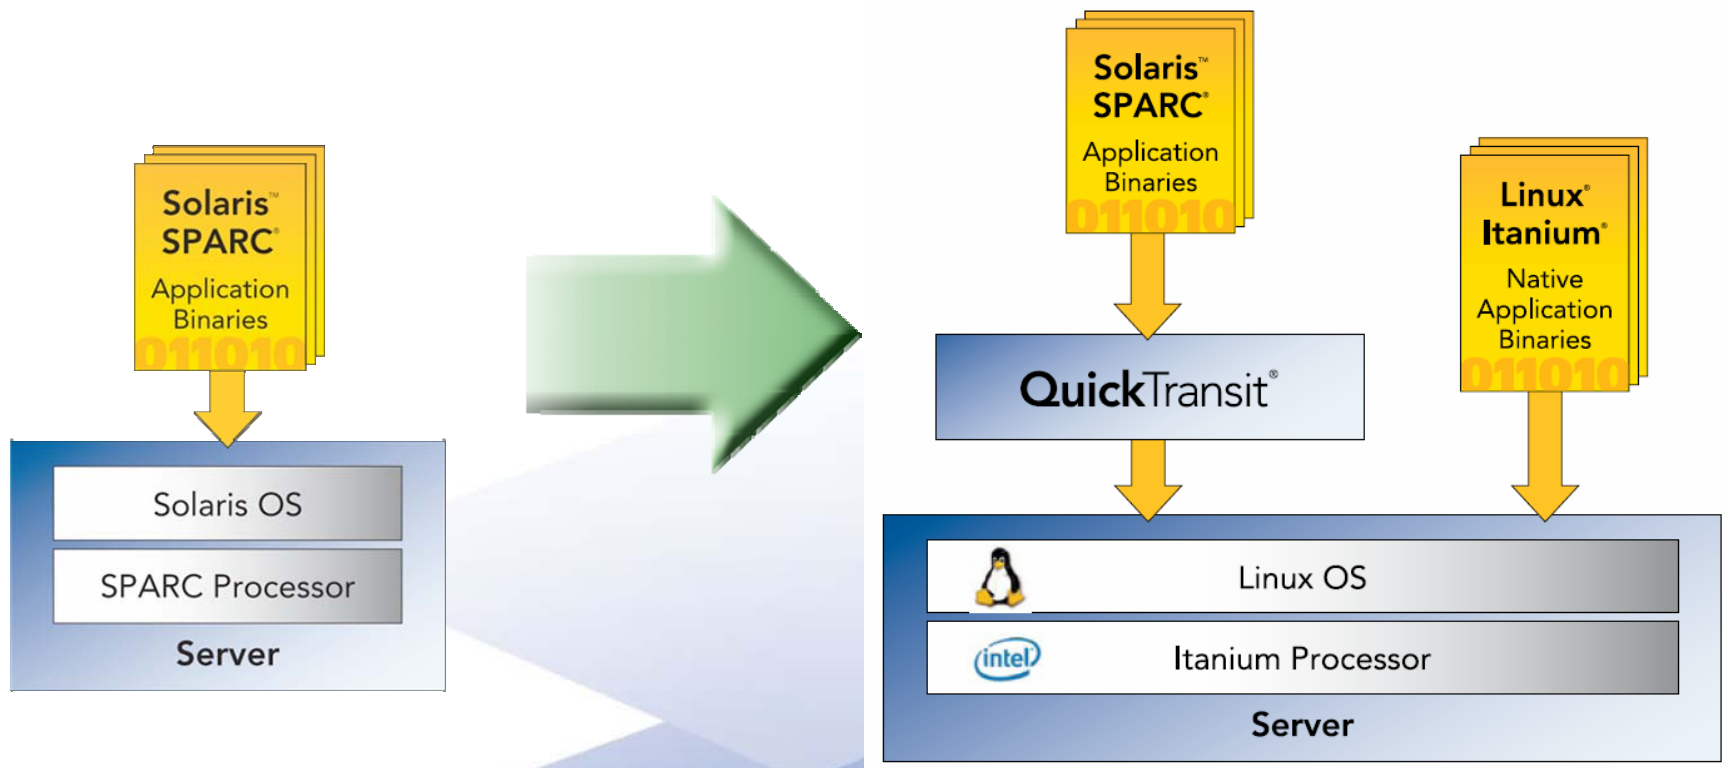 Solaris™
SPARC®
Application
Binaries
011010
Solaris OS
SPARC Processor
Server
Solaris™
SPARC®
Application
Binaries
011010
QuickTransit®
Linux®
Itanium®
Native
Application
Binaries
011010
Linux OS
intel®
Itanium Processor
Server